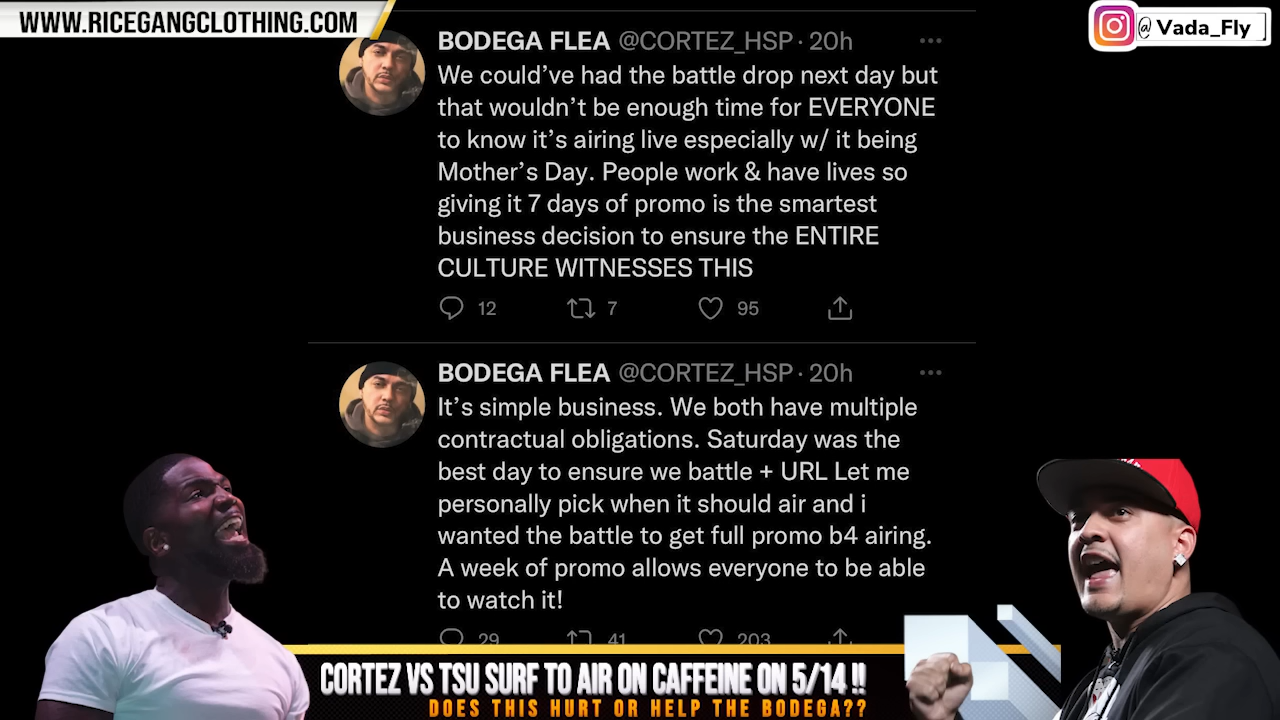 WWW.RICEGANGCLOTHING.COM
@ Vada_Fly
BODEGA FLEA @CORTEZ_HSP · 20h
We could've had the battle drop next day but
that wouldn't be enough time for EVERYONE
to know it's airing live especially w/ it being
Mother's Day. People work & have lives so
giving it 7 days of promo is the smartest
business decision to ensure the ENTIRE
CULTURE WITNESSES THIS
12 7 95
BODEGA FLEA @CORTEZ_HSP · 20h
It's simple business. We both have multiple
contractual obligations. Saturday was the
best day to ensure we battle + URL Let me
personally pick when it should air and i
wanted the battle to get full promo b4 airing.
A week of promo allows everyone to be able
to watch it!
29 41 203
CORTEZ VS TSU SURF TO AIR ON CAFFEINE ON 5/14 !!
DOES THIS HURT OR HELP THE BODEGA??